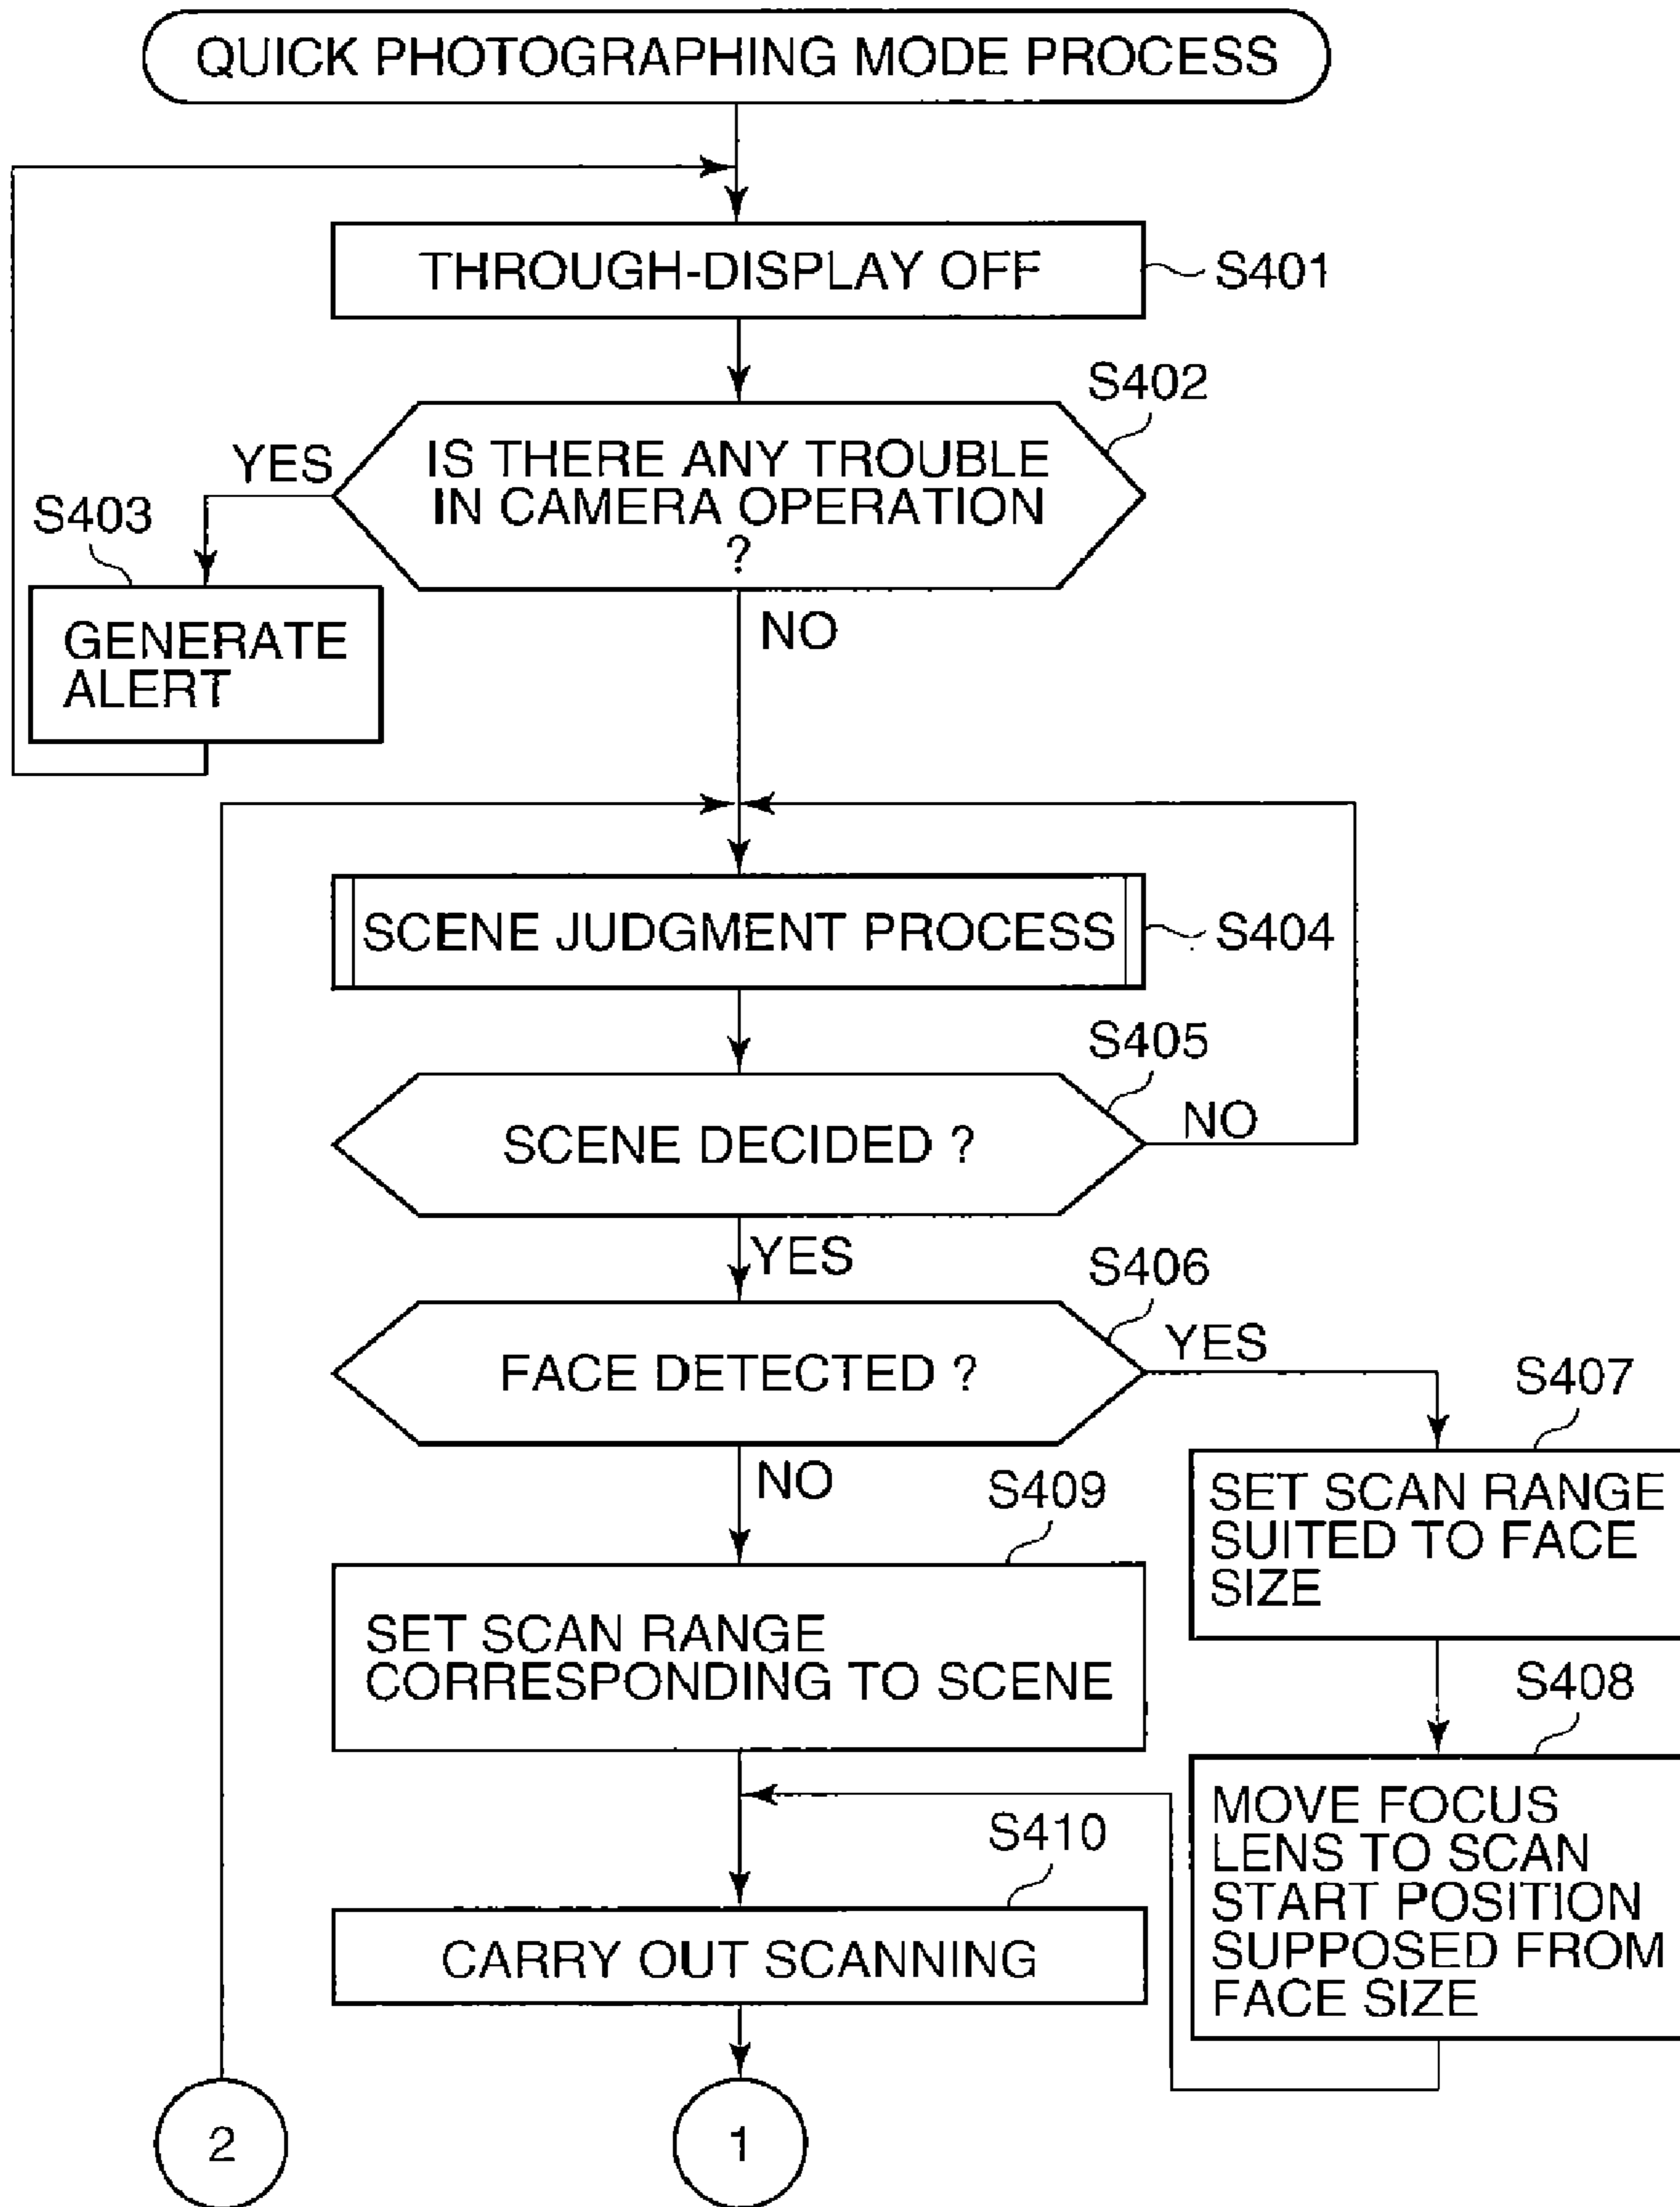 QUICK PHOTOGRAPHING MODE PROCESS
THROUGH-DISPLAY OFF
S401
S402
IS THERE ANY TROUBLE
IN CAMERA OPERATION
?
YES
S403
GENERATE
ALERT
NO
SCENE JUDGMENT PROCESS
S404
S405
SCENE DECIDED ?
NO
YES
S406
FACE DETECTED ?
YES
S407
SET SCAN RANGE
SUITED TO FACE
SIZE
NO
S409
SET SCAN RANGE
CORRESPONDING TO SCENE
S408
MOVE FOCUS
LENS TO SCAN
START POSITION
SUPPOSED FROM
FACE SIZE
S410
CARRY OUT SCANNING
2
1